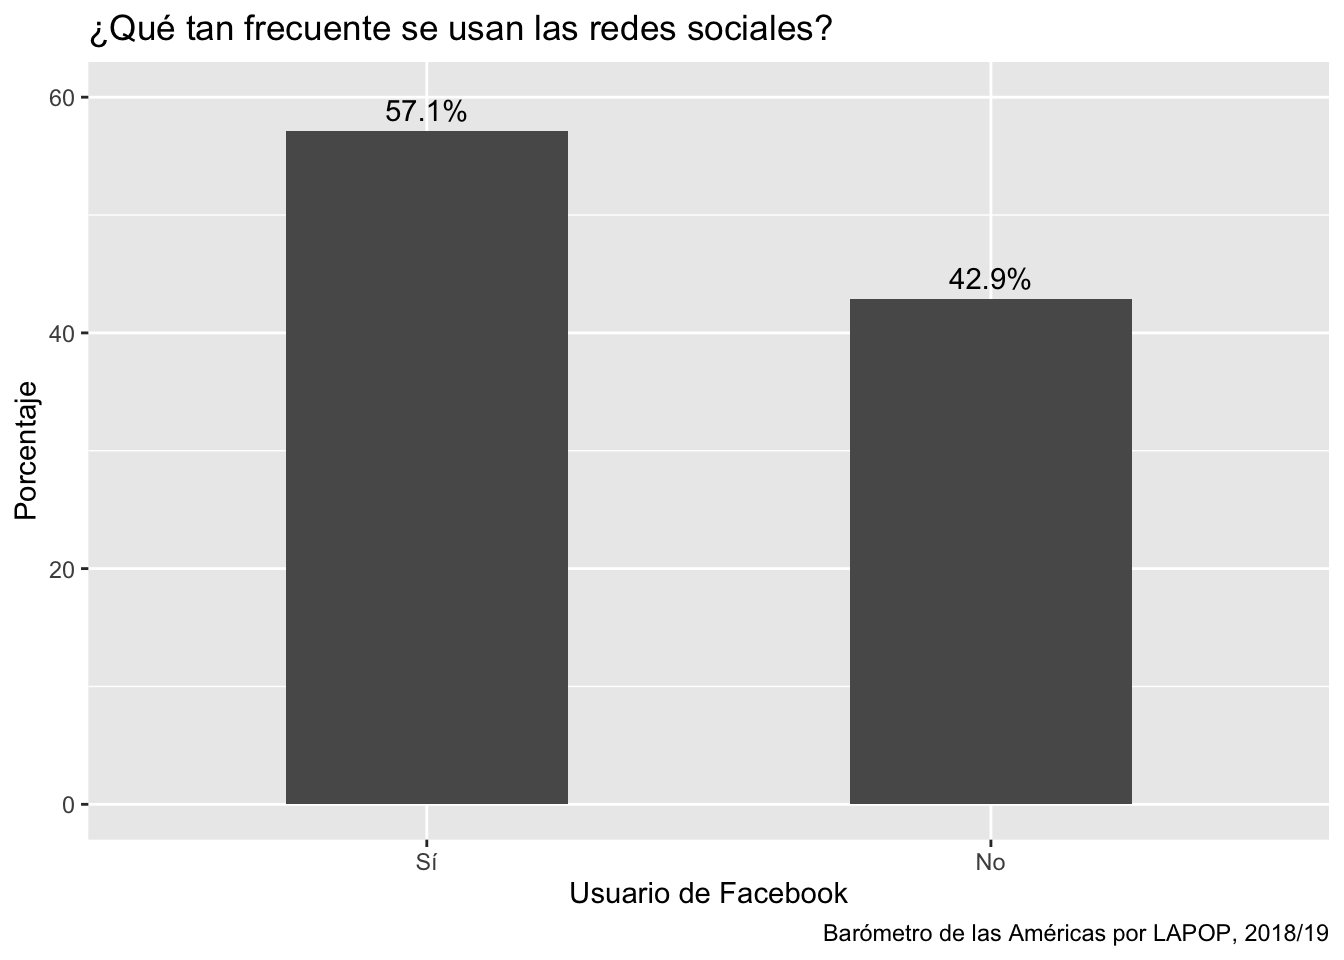 ¿Qué tan frecuente se usan las redes sociales?
60
57.1%
42.9%
40
Porcentaje
20
0
Sí
No
Usuario de Facebook
Barómetro de las Américas por LAPOP, 2018/19